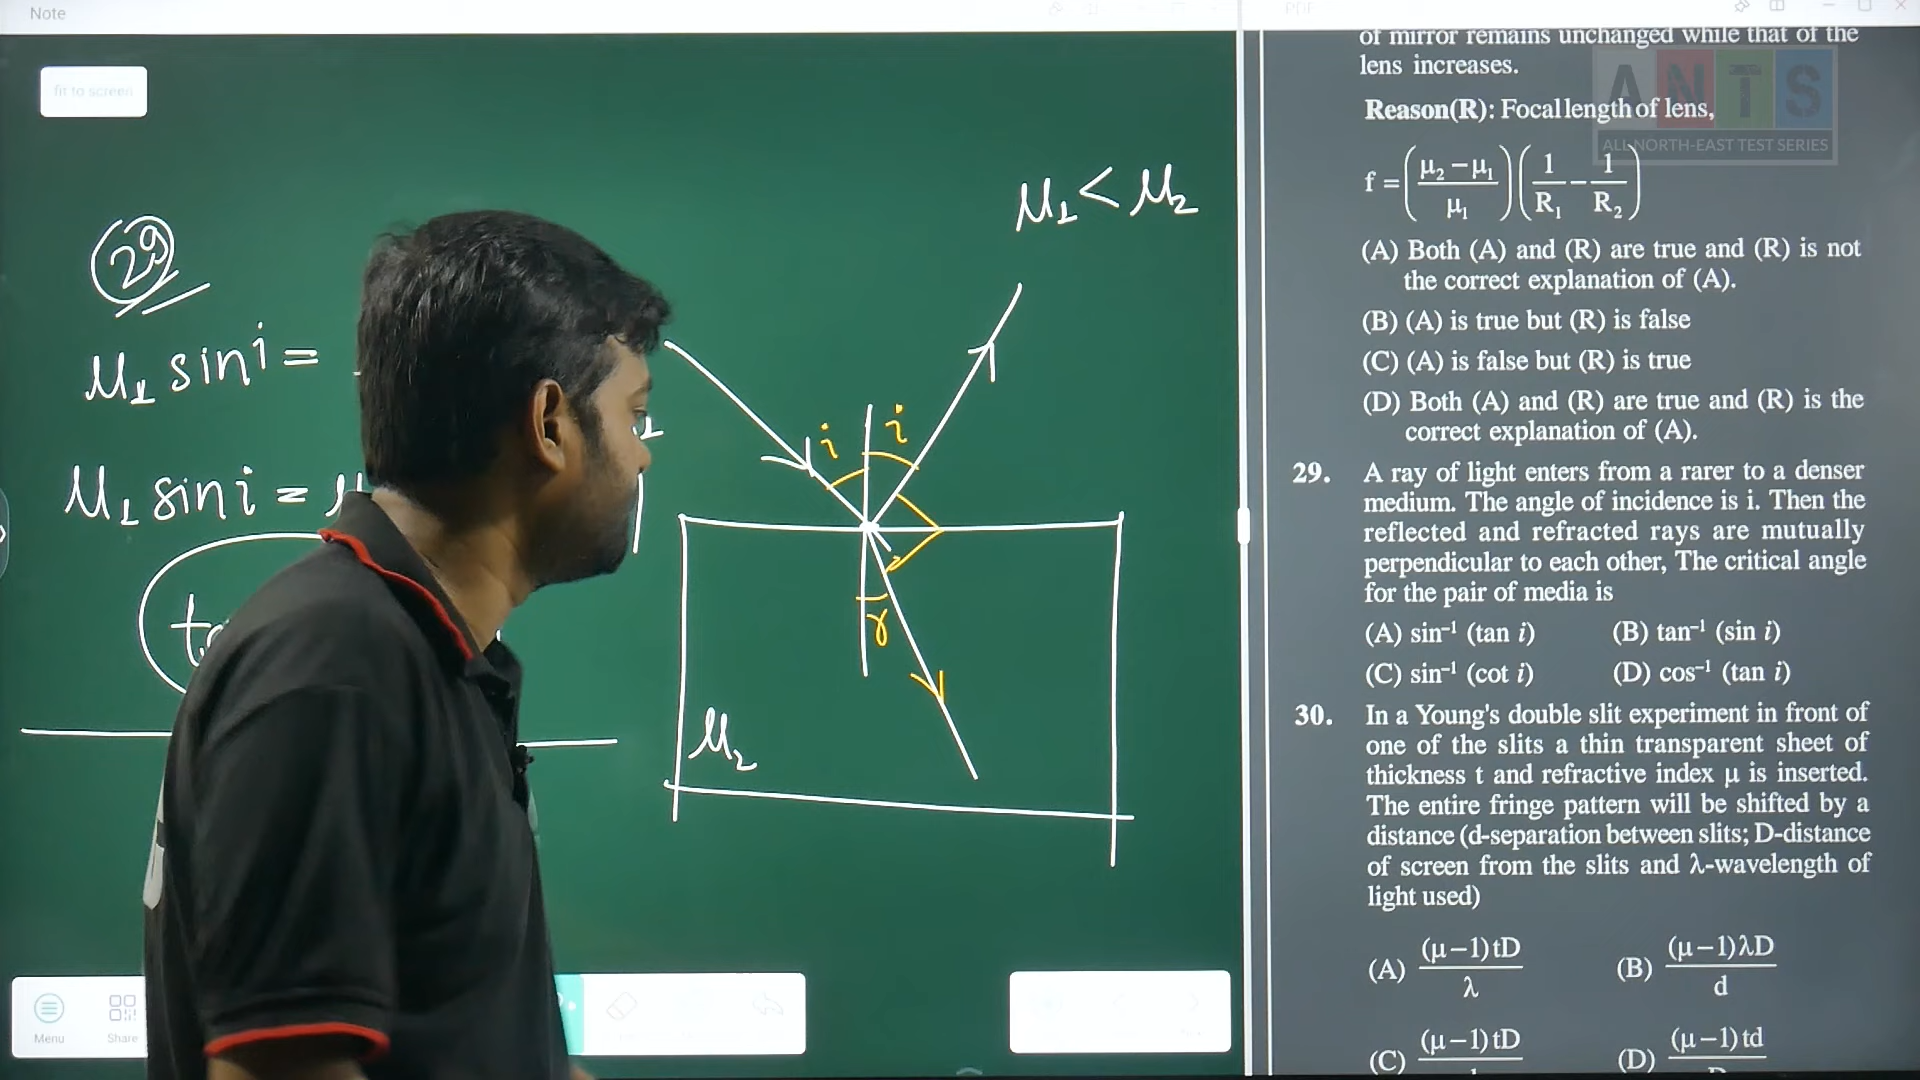 Note
PDF
fit to screen
29
μ₁ sin i =
μ₁ sin i =
μ₁ < μ₂
i
i
r
μ₂
Menu
Share
of mirror remains unchanged while that of the
lens increases.
ANTS
ALL NORTH-EAST TEST SERIES
Reason(R): Focal length of lens,
f = ((μ₂ − μ₁)/μ₁)(1/R₁ − 1/R₂)
(A) Both (A) and (R) are true and (R) is not
the correct explanation of (A).
(B) (A) is true but (R) is false
(C) (A) is false but (R) is true
(D) Both (A) and (R) are true and (R) is the
correct explanation of (A).
29. A ray of light enters from a rarer to a denser
medium. The angle of incidence is i. Then the
reflected and refracted rays are mutually
perpendicular to each other, The critical angle
for the pair of media is
(A) sin⁻¹ (tan i) (B) tan⁻¹ (sin i)
(C) sin⁻¹ (cot i) (D) cos⁻¹ (tan i)
30. In a Young's double slit experiment in front of
one of the slits a thin transparent sheet of
thickness t and refractive index μ is inserted.
The entire fringe pattern will be shifted by a
distance (d-separation between slits; D-distance
of screen from the slits and λ-wavelength of
light used)
(A) (μ−1)tD/λ (B) (μ−1)λD/d
(C) (μ−1)tD (D) (μ−1)td